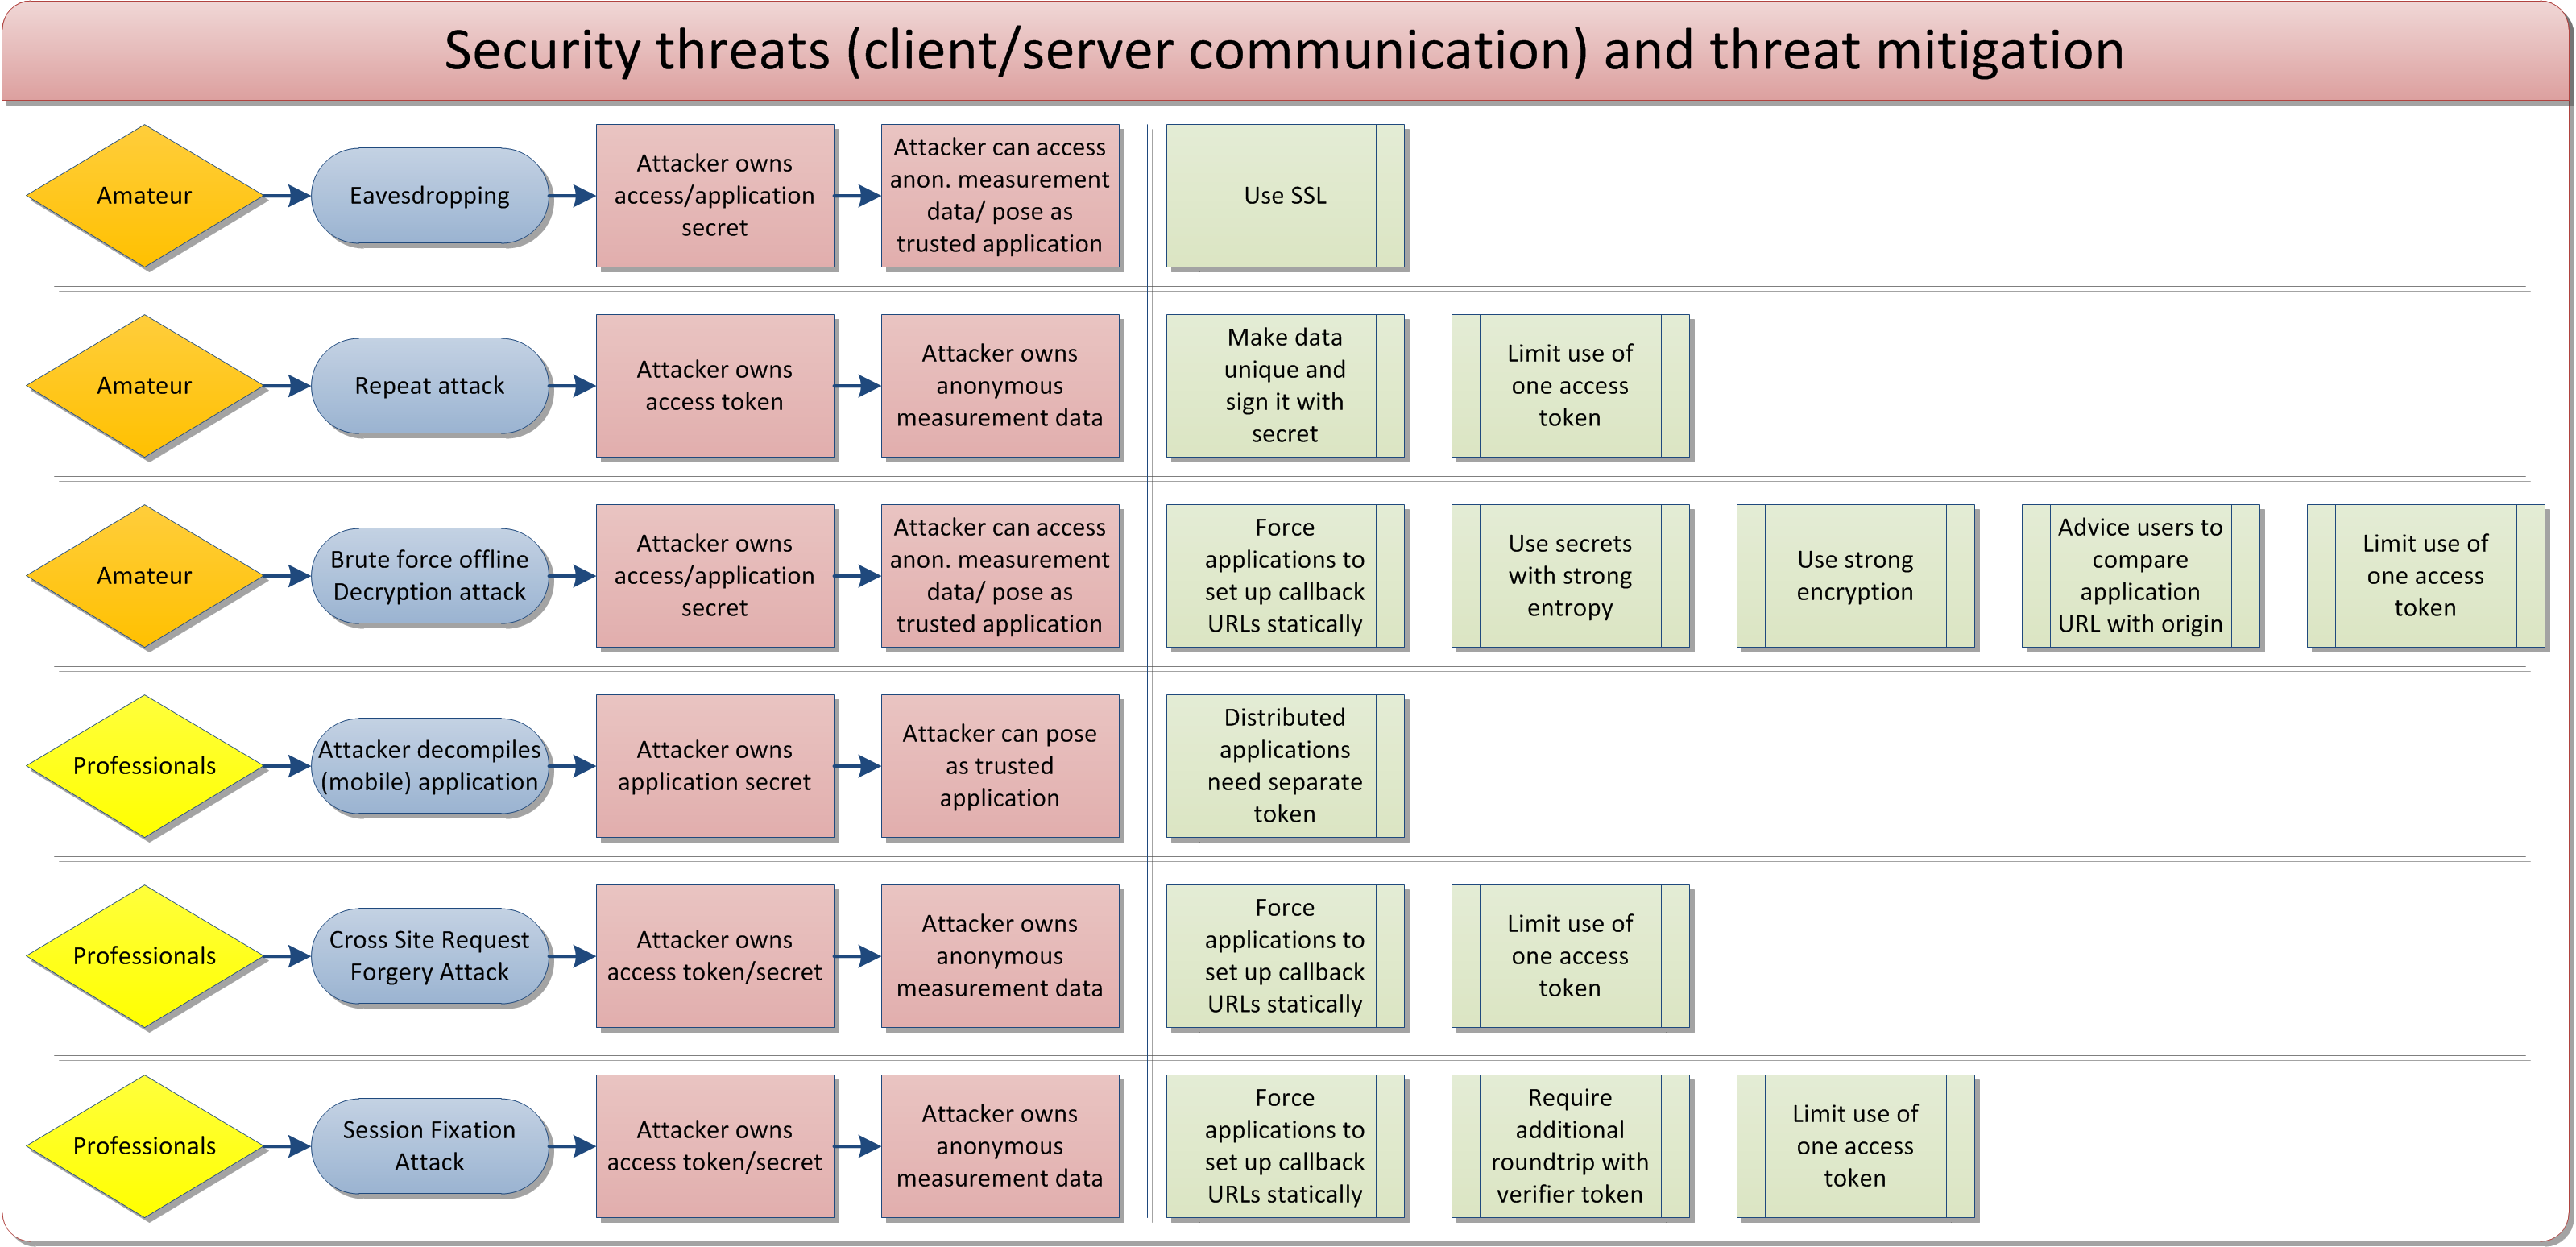 Security threats (client/server communication) and threat mitigation
Amateur
Eavesdropping
Attacker owns
access/application
secret
Attacker can access
anon. measurement
data/ pose as
trusted application
Use SSL
Amateur
Repeat attack
Attacker owns
access token
Attacker owns
anonymous
measurement data
Make data
unique and
sign it with
secret
Limit use of
one access
token
Amateur
Brute force offline
Decryption attack
Attacker owns
access/application
secret
Attacker can access
anon. measurement
data/ pose as
trusted application
Force
applications to
set up callback
URLs statically
Use secrets
with strong
entropy
Use strong
encryption
Advice users to
compare
application
URL with origin
Limit use of
one access
token
Professionals
Attacker decompiles
(mobile) application
Attacker owns
application secret
Attacker can pose
as trusted
application
Distributed
applications
need separate
token
Professionals
Cross Site Request
Forgery Attack
Attacker owns
access token/secret
Attacker owns
anonymous
measurement data
Force
applications to
set up callback
URLs statically
Limit use of
one access
token
Professionals
Session Fixation
Attack
Attacker owns
access token/secret
Attacker owns
anonymous
measurement data
Force
applications to
set up callback
URLs statically
Require
additional
roundtrip with
verifier token
Limit use of
one access
token